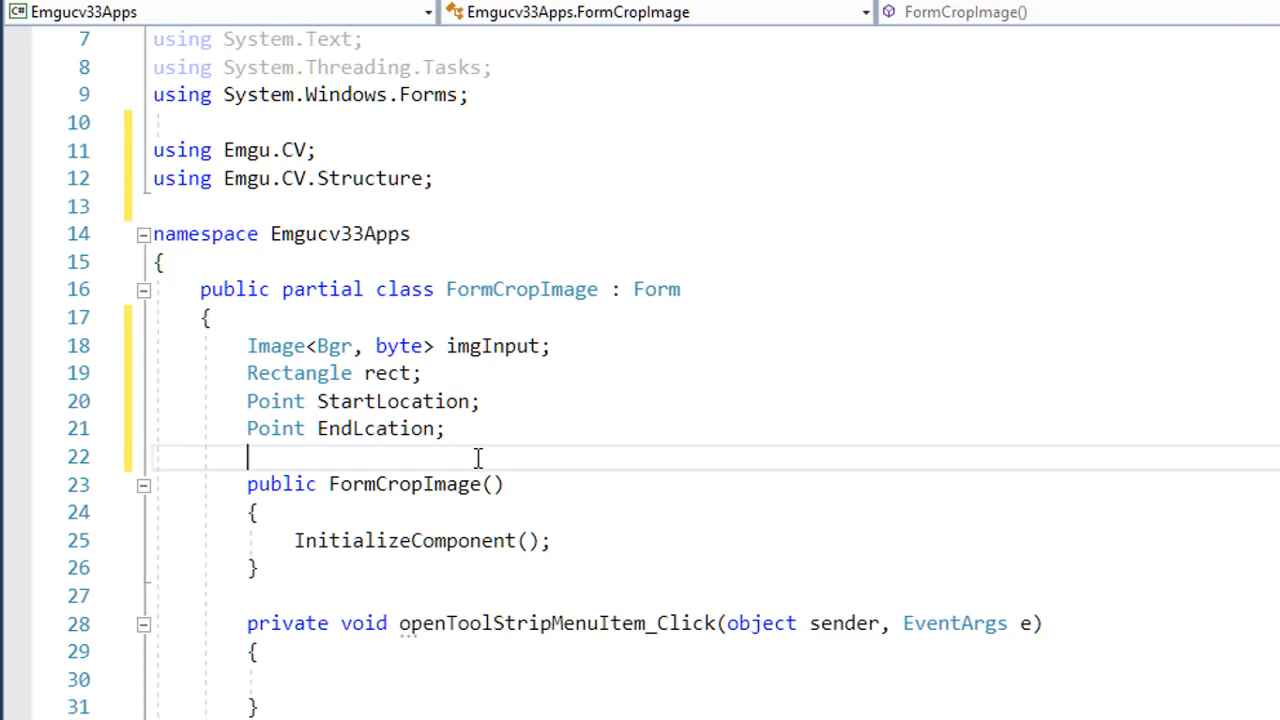 C# Emgucv33Apps Emgucv33Apps.FormCropImage FormCropImage()
7 using System.Text;
8 using System.Threading.Tasks;
9 using System.Windows.Forms;
10
11 using Emgu.CV;
12 using Emgu.CV.Structure;
13
14 namespace Emgucv33Apps
15 {
16 public partial class FormCropImage : Form
17 {
18 Image<Bgr, byte> imgInput;
19 Rectangle rect;
20 Point StartLocation;
21 Point EndLcation;
22
23 public FormCropImage()
24 {
25 InitializeComponent();
26 }
27
28 private void openToolStripMenuItem_Click(object sender, EventArgs e)
29 {
30
31 }